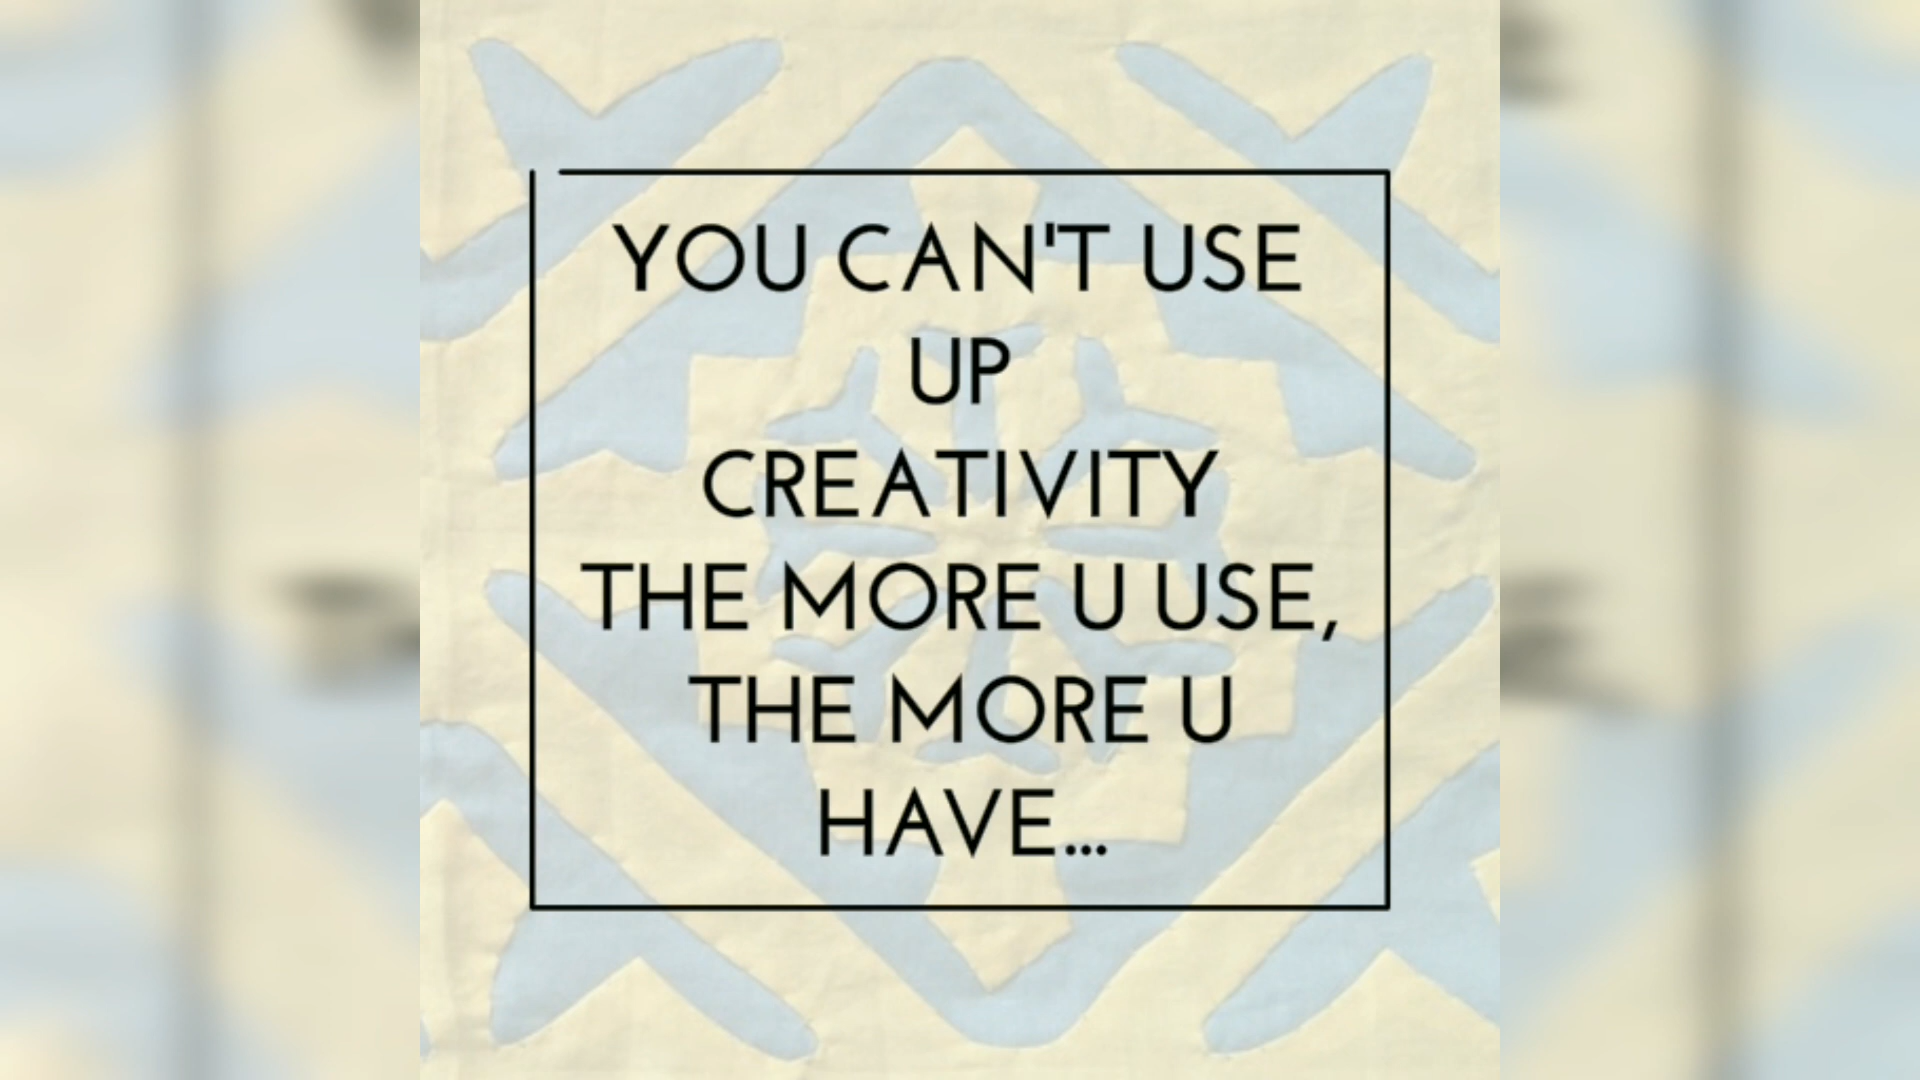 YOU CAN'T USE
UP
CREATIVITY
THE MORE U USE,
THE MORE U
HAVE...